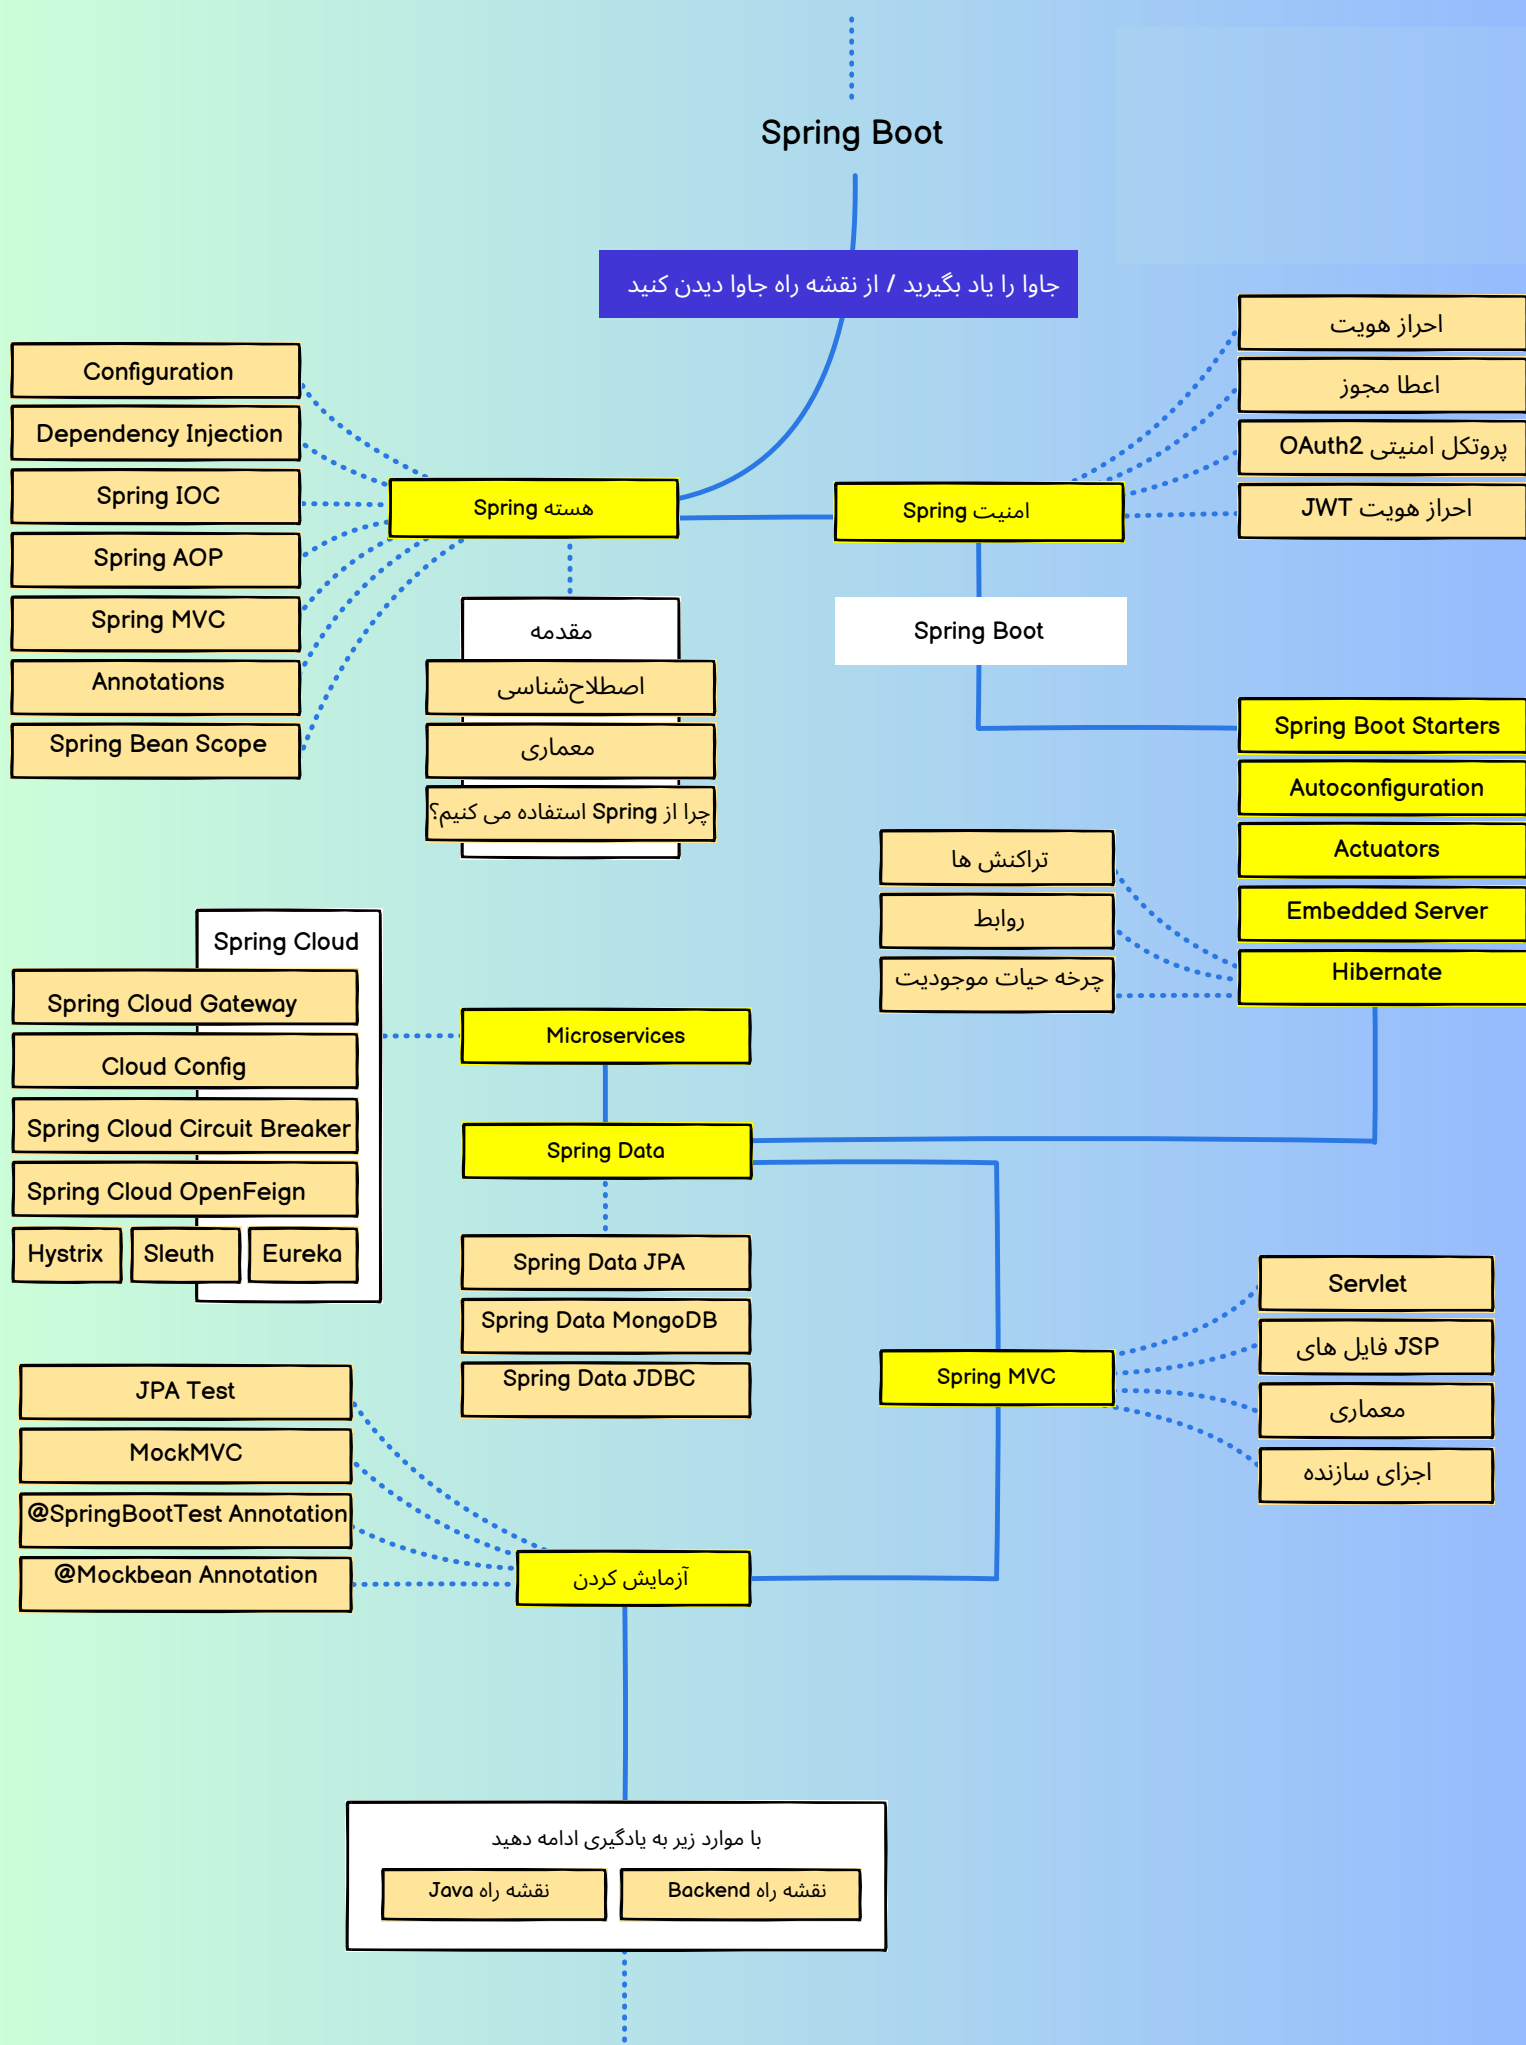 Spring Boot
جاوا را یاد بگیرید / از نقشه راه جاوا دیدن کنید
احراز هویت
اعطا مجوز
پروتکل امنیتی OAuth2
احراز هویت JWT
Configuration
Dependency Injection
Spring IOC
Spring AOP
Spring MVC
Annotations
Spring Bean Scope
هسته Spring
امنیت Spring
مقدمه
اصطلاح‌شناسی
معماری
چرا از Spring استفاده می کنیم؟
Spring Boot
Spring Boot Starters
Autoconfiguration
Actuators
Embedded Server
Hibernate
تراکنش ها
روابط
چرخه حیات موجودیت
Spring Cloud
Spring Cloud Gateway
Cloud Config
Spring Cloud Circuit Breaker
Spring Cloud OpenFeign
Hystrix
Sleuth
Eureka
Microservices
Spring Data
Spring Data JPA
Spring Data MongoDB
Spring Data JDBC
Spring MVC
Servlet
فایل های JSP
معماری
اجزای سازنده
JPA Test
MockMVC
@SpringBootTest Annotation
@Mockbean Annotation
آزمایش کردن
با موارد زیر به یادگیری ادامه دهید
نقشه راه Java
نقشه راه Backend